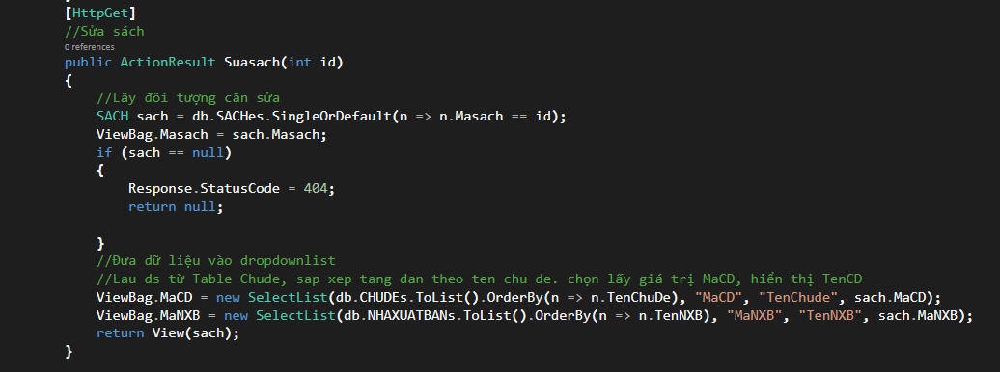 [HttpGet]
//Sửa sách
0 references
public ActionResult Suasach(int id)
{
//Lấy đối tượng cần sửa
SACH sach = db.SACHes.SingleOrDefault(n => n.Masach == id);
ViewBag.Masach = sach.Masach;
if (sach == null)
{
Response.StatusCode = 404;
return null;
}
//Đưa dữ liệu vào dropdownlist
//Lau ds từ Table Chude, sap xep tang dan theo ten chu de. chọn lấy giá trị MaCD, hiển thị TenCD
ViewBag.MaCD = new SelectList(db.CHUDEs.ToList().OrderBy(n => n.TenChuDe), "MaCD", "TenChude", sach.MaCD);
ViewBag.MaNXB = new SelectList(db.NHAXUATBANs.ToList().OrderBy(n => n.TenNXB), "MaNXB", "TenNXB", sach.MaNXB);
return View(sach);
}